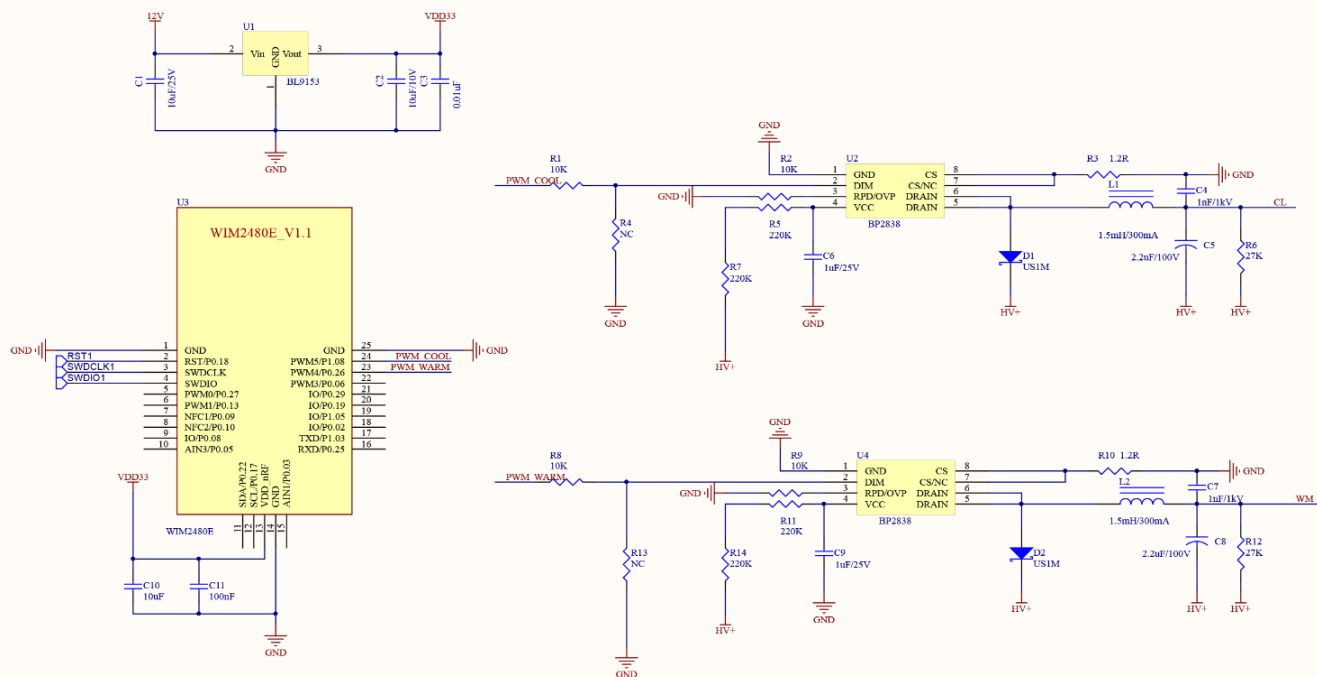 12V
VDD33
U1
2 Vin GND Vout 3
1
BL9153
C1
10uF/25V
C2
10uF/10V
C3
0.01uF
GND
U3
WIM2480E_V1.1
GND
RST1
SWDCLK1
SWDIO1
1 GND
2 RST/P0.18
3 SWDCLK
4 SWDIO
5 PWM0/P0.27
6 PWM1/P0.13
7 NFC1/P0.09
8 NFC2/P0.10
9 IO/P0.08
10 AIN3/P0.05
GND 25
PWM5/P1.08 24
PWM4/P0.26 23
PWM3/P0.06 22
IO/P0.29 21
IO/P0.19 20
IO/P1.05 19
IO/P0.02 18
TXD/P1.03 17
RXD/P0.25 16
PWM_COOL
PWM_WARM
GND
SDA/P0.22
SCL/P0.17
VDD_nRF
GND
AIN1/P0.03
11
12
13
14
15
WIM2480E
VDD33
C10
10uF
C11
100nF
GND
GND
R1
10K
PWM_COOL
R2
10K
GND
R4
NC
GND
R5
220K
R7
220K
HV+
C6
1uF/25V
GND
U2
1 GND CS 8
2 DIM CS/NC 7
3 RPD/OVP DRAIN 6
4 VCC DRAIN 5
BP2838
R3 1.2R
GND
L1
C4
1nF/1kV
CL
1.5mH/300mA
C5
2.2uF/100V
R6
27K
D1
US1M
HV+
HV+
HV+
GND
R8
10K
PWM_WARM
R9
10K
GND
R13
NC
GND
R11
220K
R14
220K
HV+
C9
1uF/25V
GND
U4
1 GND CS 8
2 DIM CS/NC 7
3 RPD/OVP DRAIN 6
4 VCC DRAIN 5
BP2838
R10 1.2R
GND
L2
C7
1nF/1kV
WM
1.5mH/300mA
C8
2.2uF/100V
R12
27K
D2
US1M
HV+
HV+
HV+